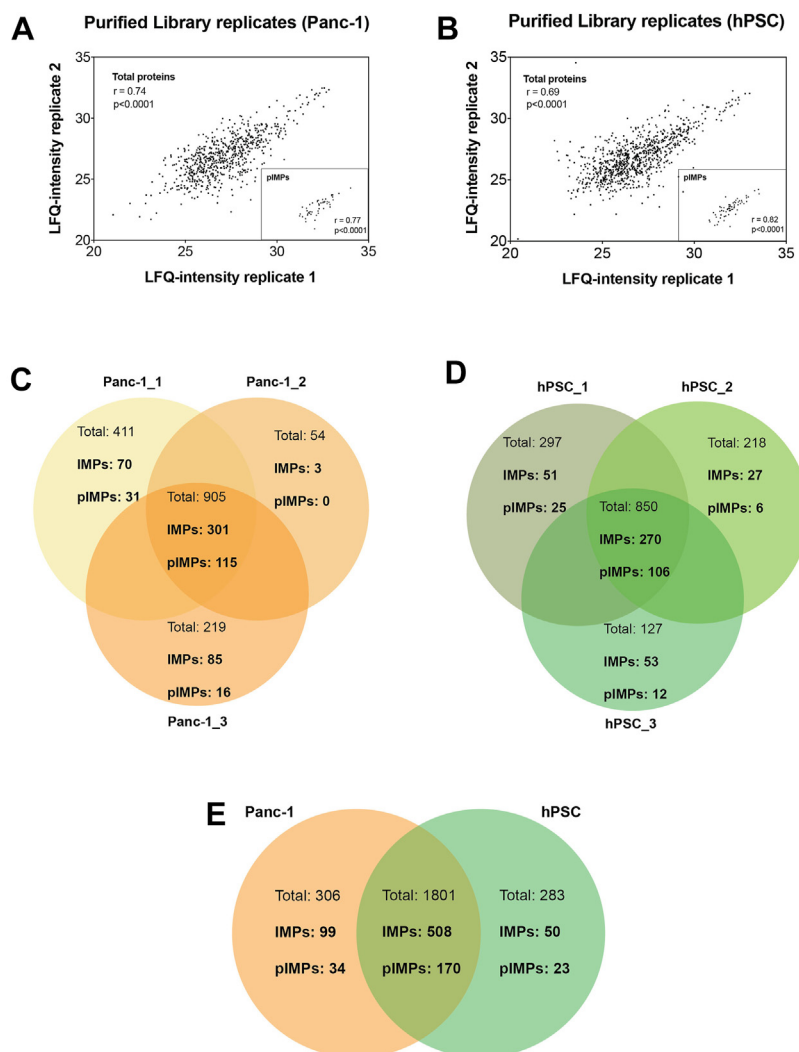 A
Purified Library replicates (Panc-1)
LFQ-intensity replicate 2
35
30
25
20
Total proteins
r = 0.74
p<0.0001
pIMPs
r = 0.77
p<0.0001
20
25
30
35
LFQ-intensity replicate 1
B
Purified Library replicates (hPSC)
LFQ-intensity replicate 2
35
30
25
20
Total proteins
r = 0.69
p<0.0001
pIMPs
r = 0.82
p<0.0001
20
25
30
35
LFQ-intensity replicate 1
C
Panc-1_1
Panc-1_2
Total: 411
IMPs: 70
pIMPs: 31
Total: 54
IMPs: 3
pIMPs: 0
Total: 905
IMPs: 301
pIMPs: 115
Total: 219
IMPs: 85
pIMPs: 16
Panc-1_3
D
hPSC_1
hPSC_2
Total: 297
IMPs: 51
pIMPs: 25
Total: 218
IMPs: 27
pIMPs: 6
Total: 850
IMPs: 270
pIMPs: 106
Total: 127
IMPs: 53
pIMPs: 12
hPSC_3
E
Panc-1
hPSC
Total: 306
IMPs: 99
pIMPs: 34
Total: 1801
IMPs: 508
pIMPs: 170
Total: 283
IMPs: 50
pIMPs: 23